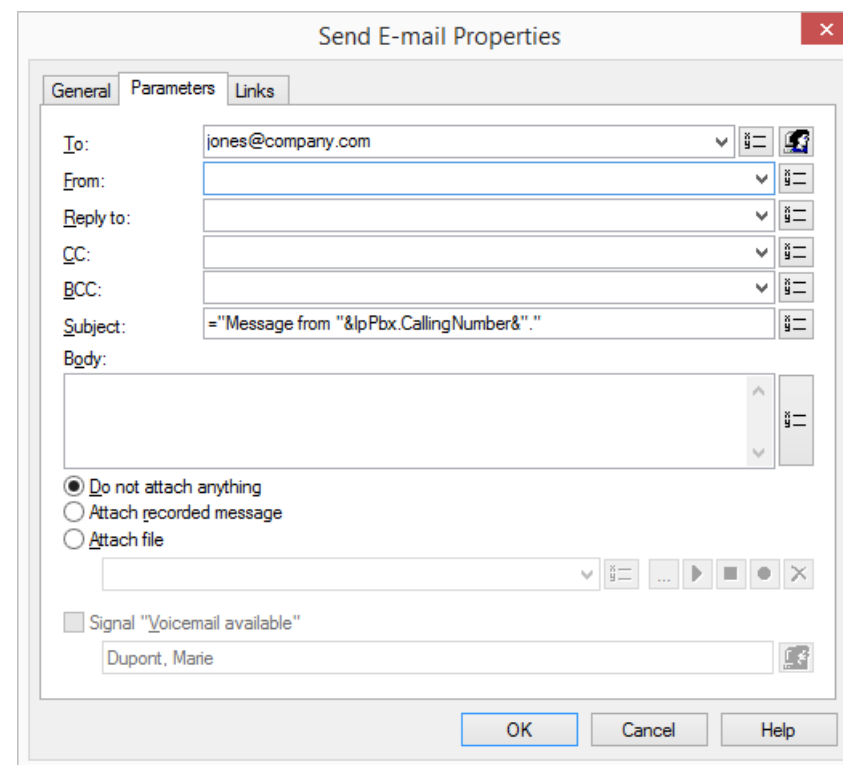 Send E-mail Properties
General Parameters Links
To: jones@company.com
From:
Reply to:
CC:
BCC:
Subject: ="Message from "&IpPbx.CallingNumber&"."
Body:
Do not attach anything
Attach recorded message
Attach file
...
Signal "Voicemail available"
Dupont, Marie
OK Cancel Help